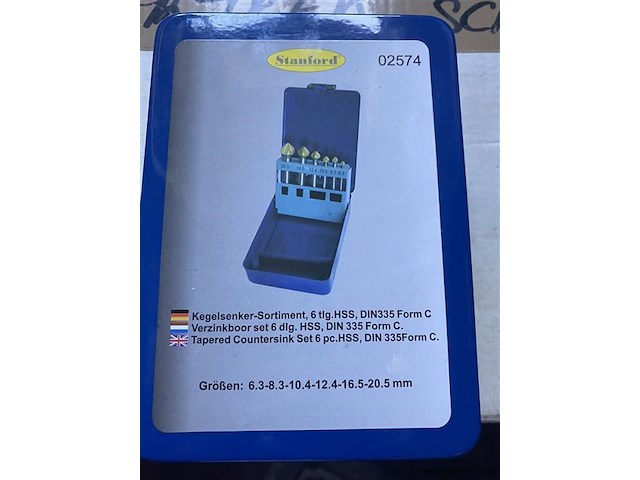 Stanford
02574
Kegelsenker-Sortiment, 6 tlg.HSS, DIN335 Form C
Verzinkboor set 6 dlg. HSS, DIN 335 Form C.
Tapered Countersink Set 6 pc.HSS, DIN 335Form C.
Größen: 6.3-8.3-10.4-12.4-16.5-20.5 mm